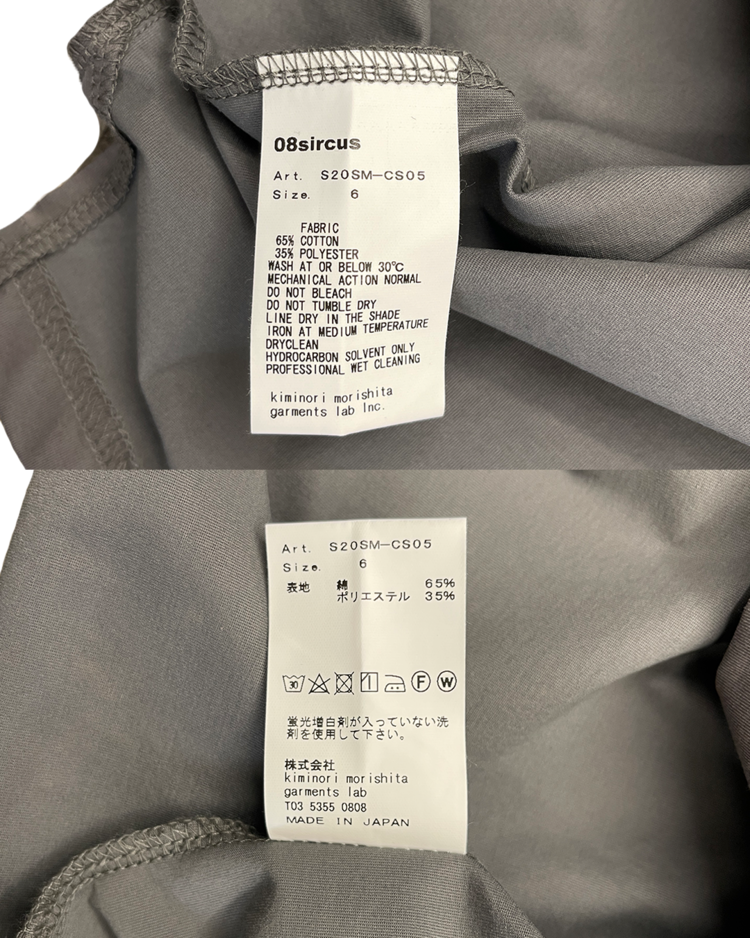 08sircus
Art. S20SM-CS05
Size. 6
FABRIC
65% COTTON
35% POLYESTER
WASH AT OR BELOW 30℃
MECHANICAL ACTION NORMAL
DO NOT BLEACH
DO NOT TUMBLE DRY
LINE DRY IN THE SHADE
IRON AT MEDIUM TEMPERATURE
DRYCLEAN
HYDROCARBON SOLVENT ONLY
PROFESSIONAL WET CLEANING
kiminori morishita
garments lab Inc.
Art. S20SM-CS05
Size. 6
表地 綿 65%
ポリエステル 35%
30 F W
蛍光増白剤が入っていない洗
剤を使用して下さい。
株式会社
kiminori morishita
garments lab
T03 5355 0808
MADE IN JAPAN